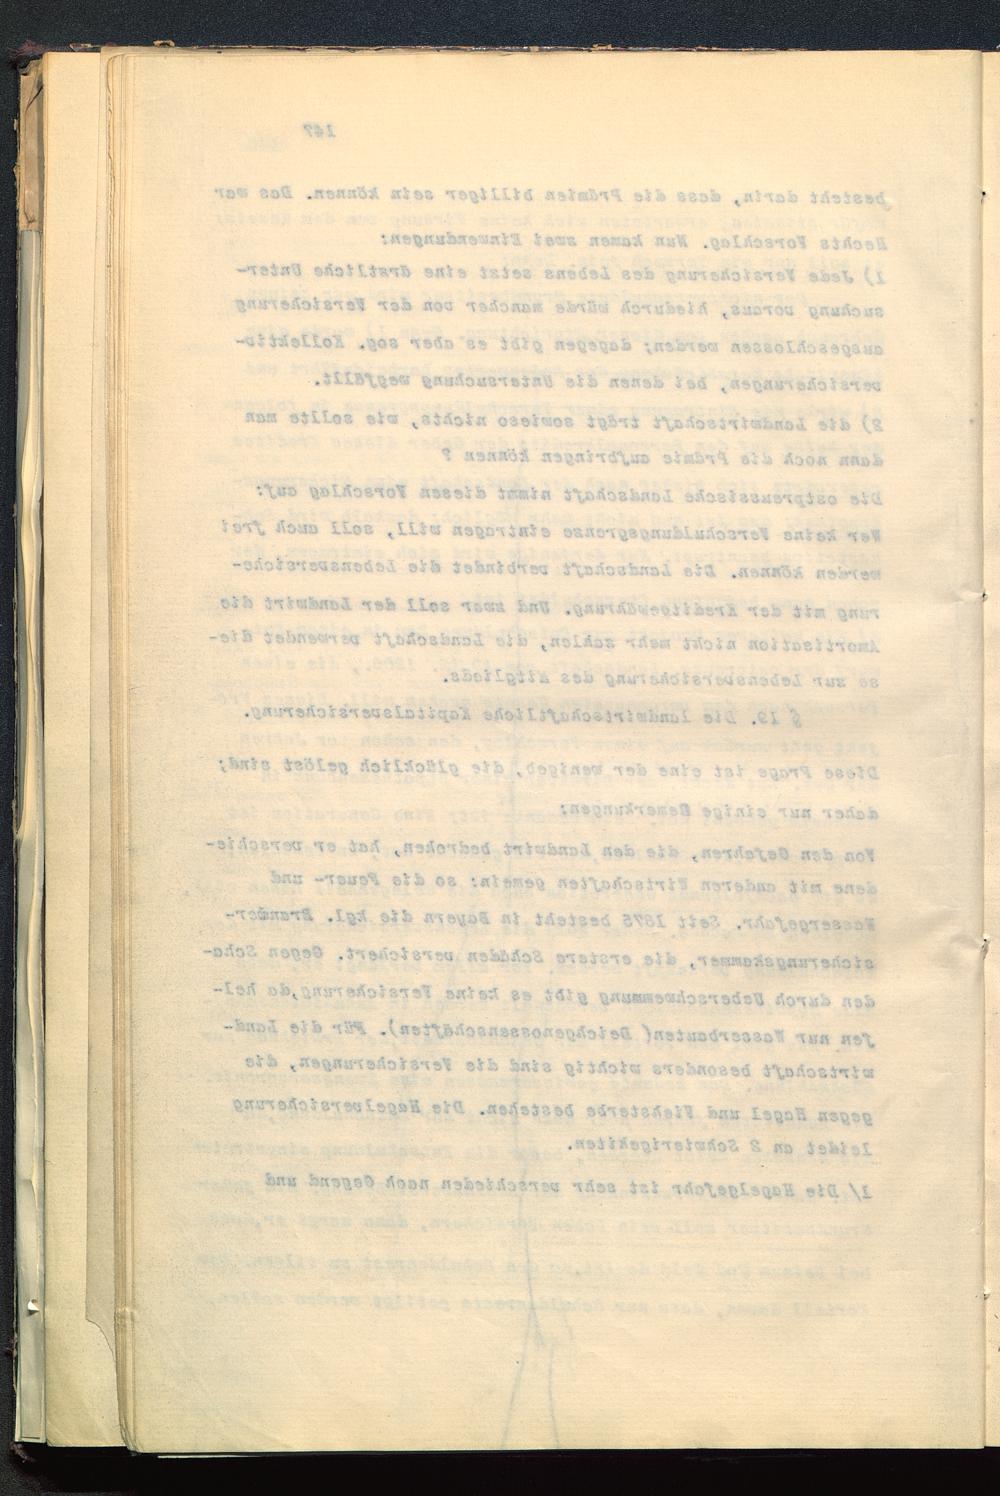 147
besteht darin, dass die Prämien billiger sein können. Das war
Hechts Vorschlag. Nun kamen zwei Einwendungen:
1) Jede Versicherung des Lebens setzt eine ärztliche Unter-
suchung voraus, hiedurch würde mancher von der Versicherung
ausgeschlossen werden; dagegen gibt es aber sog. Kollektiv-
versicherungen, bei denen die Untersuchung wegfällt.
2) die Landwirtschaft trägt sowieso nichts, wie sollte man
dann noch die Prämie aufbringen können ?
Die ostpreussische Landschaft nimmt diesen Vorschlag auf:
Wer keine Verschuldungsgrenze eintragen will, soll auch frei
werden können. Die Landschaft verbindet die Lebensversiche-
rung mit der Kreditgewährung. Und zwar soll der Landwirt die
Amortisation nicht mehr zahlen, die Landschaft verwendet die-
se zur Lebensversicherung des Mitglieds.
§ 19. Die landwirtschaftliche Kapitalsversicherung.
Diese Frage ist eine der wenigen, die glücklich gelöst sind;
daher nur einige Bemerkungen:
Von den Gefahren, die den Landwirt bedrohen, hat er verschie-
dene mit anderen Wirtschaften gemein: so die Feuer- und
Wassergefahr. Seit 1875 besteht in Bayern die kgl. Brandver-
sicherungskammer, die erstere Schäden versichert. Gegen Scha-
den durch Ueberschwemmung gibt es keine Versicherung, da hel-
fen nur Wasserbauten( Deichgenossenschäften). Für die Land-
wirtschaft besonders wichtig sind die Versicherungen, die
gegen Hagel und Viehsterbe bestehen. Die Hagelversicherung
leidet an 2 Schwierigkiten.
1/ Die Hagelgefahr ist sehr verschieden nach Gegend und